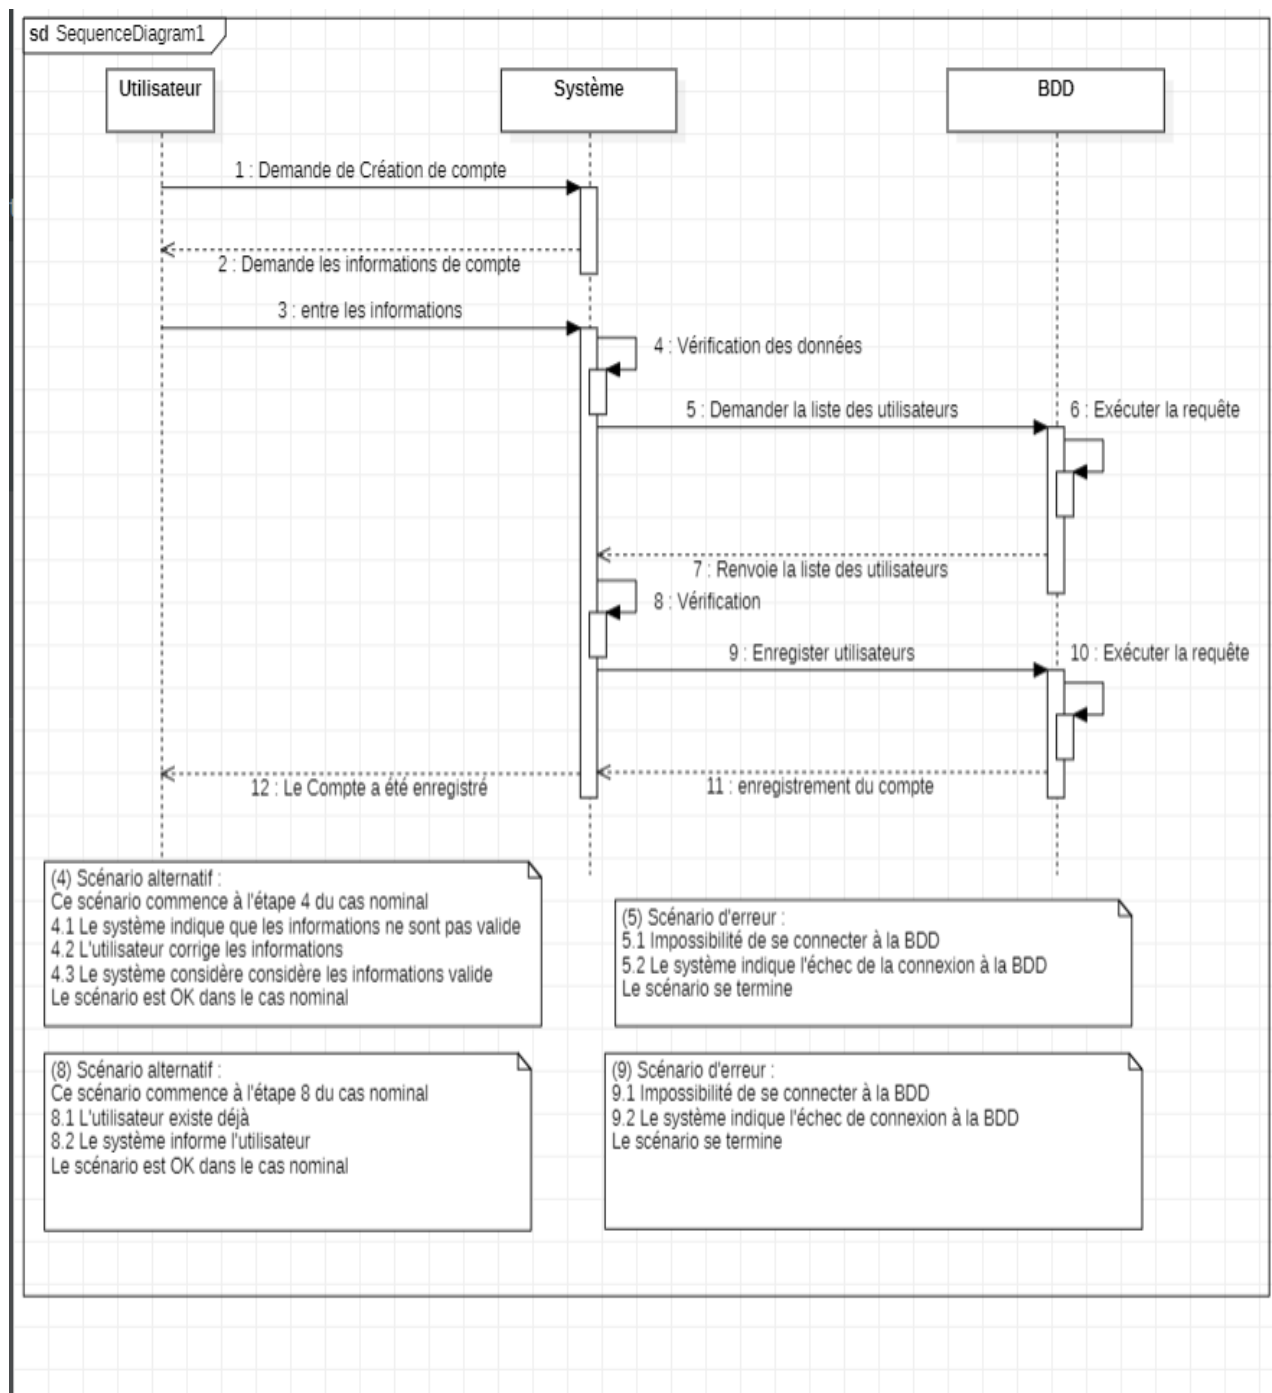 sd SequenceDiagram1
Utilisateur
Système
BDD
1 : Demande de Création de compte
2 : Demande les informations de compte
3 : entre les informations
4 : Vérification des données
5 : Demander la liste des utilisateurs
6 : Exécuter la requête
7 : Renvoie la liste des utilisateurs
8 : Vérification
9 : Enregister utilisateurs
10 : Exécuter la requête
12 : Le Compte a été enregistré
11 : enregistrement du compte
(4) Scénario alternatif :
Ce scénario commence à l'étape 4 du cas nominal
4.1 Le système indique que les informations ne sont pas valide
4.2 L'utilisateur corrige les informations
4.3 Le système considère considère les informations valide
Le scénario est OK dans le cas nominal
(5) Scénario d'erreur :
5.1 Impossibilité de se connecter à la BDD
5.2 Le système indique l'échec de la connexion à la BDD
Le scénario se termine
(8) Scénario alternatif :
Ce scénario commence à l'étape 8 du cas nominal
8.1 L'utilisateur existe déjà
8.2 Le système informe l'utilisateur
Le scénario est OK dans le cas nominal
(9) Scénario d'erreur :
9.1 Impossibilité de se connecter à la BDD
9.2 Le système indique l'échec de connexion à la BDD
Le scénario se termine